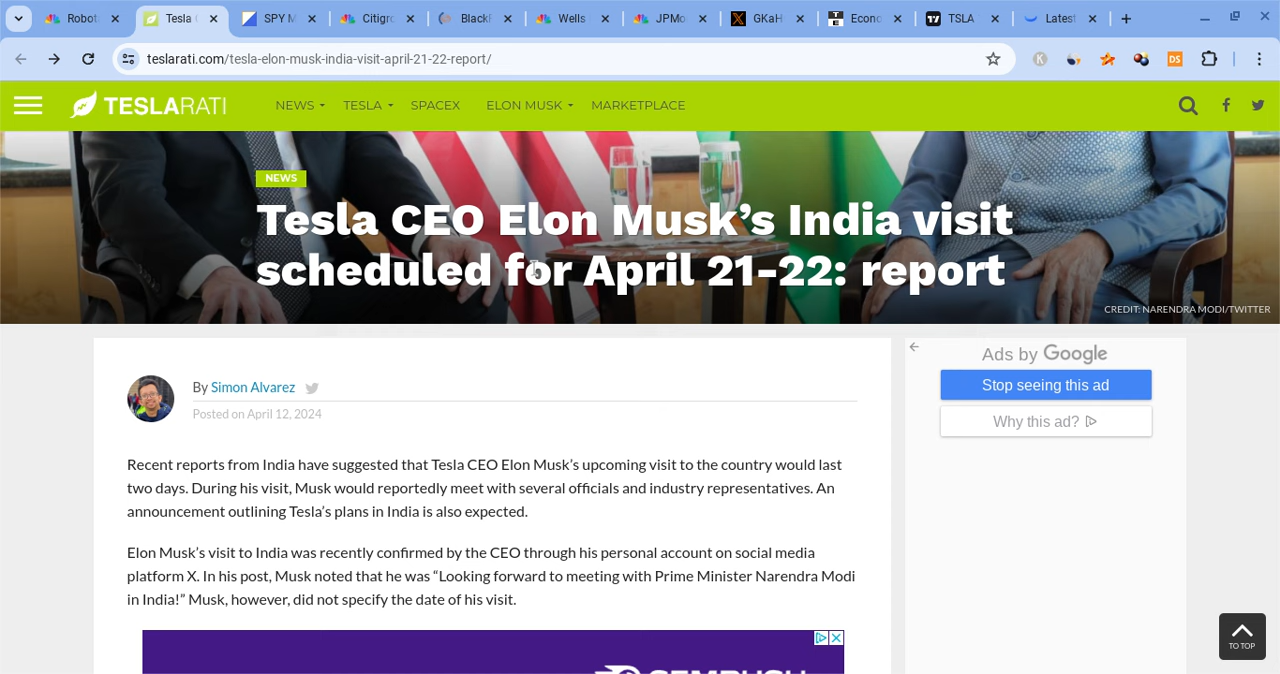 Robot
Tesla C
SPY M
Citigro
BlackF
Wells
JPMo
GKaH
T
E
Econo
TSLA
Latest
teslarati.com/tesla-elon-musk-india-visit-april-21-22-report/
K
DS
TESLARATI
NEWS
TESLA
SPACEX
ELON MUSK
MARKETPLACE
NEWS
Tesla CEO Elon Musk’s India visit
scheduled for April 21-22: report
CREDIT: NARENDRA MODI/TWITTER
By Simon Alvarez
Posted on April 12, 2024
Recent reports from India have suggested that Tesla CEO Elon Musk’s upcoming visit to the country would last
two days. During his visit, Musk would reportedly meet with several officials and industry representatives. An
announcement outlining Tesla’s plans in India is also expected.
Elon Musk’s visit to India was recently confirmed by the CEO through his personal account on social media
platform X. In his post, Musk noted that he was “Looking forward to meeting with Prime Minister Narendra Modi
in India!” Musk, however, did not specify the date of his visit.
Ads by Google
Stop seeing this ad
Why this ad?
TO TOP